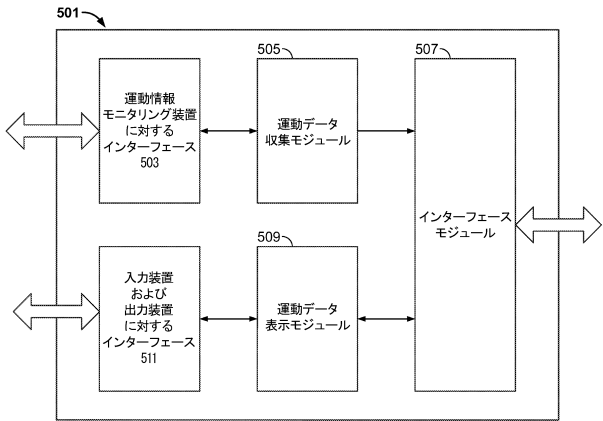 501
運動情報
モニタリング装置
に対する
インターフェース
503
505
運動データ
収集モジュール
507
インターフェース
モジュール
入力装置
および
出力装置
に対する
インターフェース
511
509
運動データ
表示モジュール